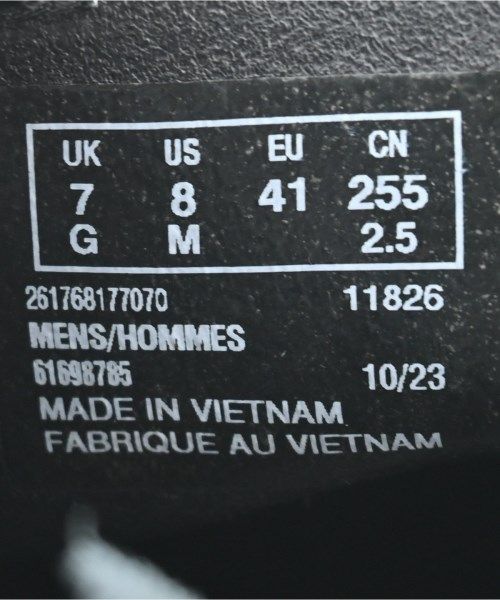 UK US EU CN
7 8 41 255
G M 2.5
261768177070 11826
MENS/HOMMES
61698785 10/23
MADE IN VIETNAM
FABRIQUE AU VIETNAM